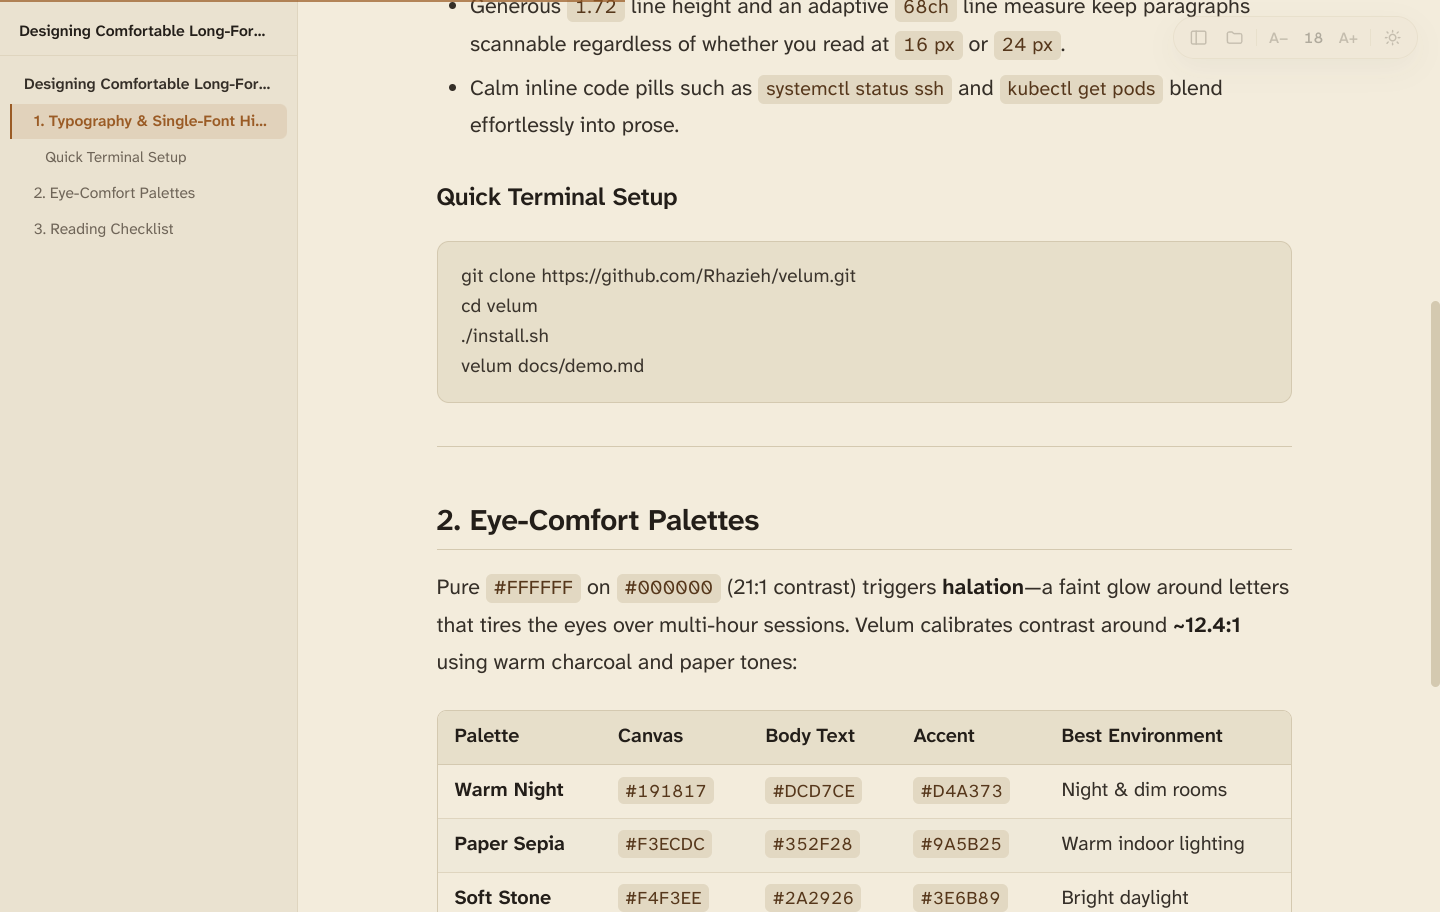 Designing Comfortable Long-For...
Designing Comfortable Long-For...
1. Typography & Single-Font Hi...
Quick Terminal Setup
2. Eye-Comfort Palettes
3. Reading Checklist
A− 18 A+
• Generous 1.72 line height and an adaptive 68ch line measure keep paragraphs
scannable regardless of whether you read at 16 px or 24 px.
• Calm inline code pills such as systemctl status ssh and kubectl get pods blend
effortlessly into prose.
Quick Terminal Setup
git clone https://github.com/Rhazieh/velum.git
cd velum
./install.sh
velum docs/demo.md
2. Eye-Comfort Palettes
Pure #FFFFFF on #000000 (21:1 contrast) triggers halation—a faint glow around letters
that tires the eyes over multi-hour sessions. Velum calibrates contrast around ~12.4:1
using warm charcoal and paper tones:
Palette Canvas Body Text Accent Best Environment
Warm Night #191817 #DCD7CE #D4A373 Night & dim rooms
Paper Sepia #F3ECDC #352F28 #9A5B25 Warm indoor lighting
Soft Stone #F4F3EE #2A2926 #3E6B89 Bright daylight